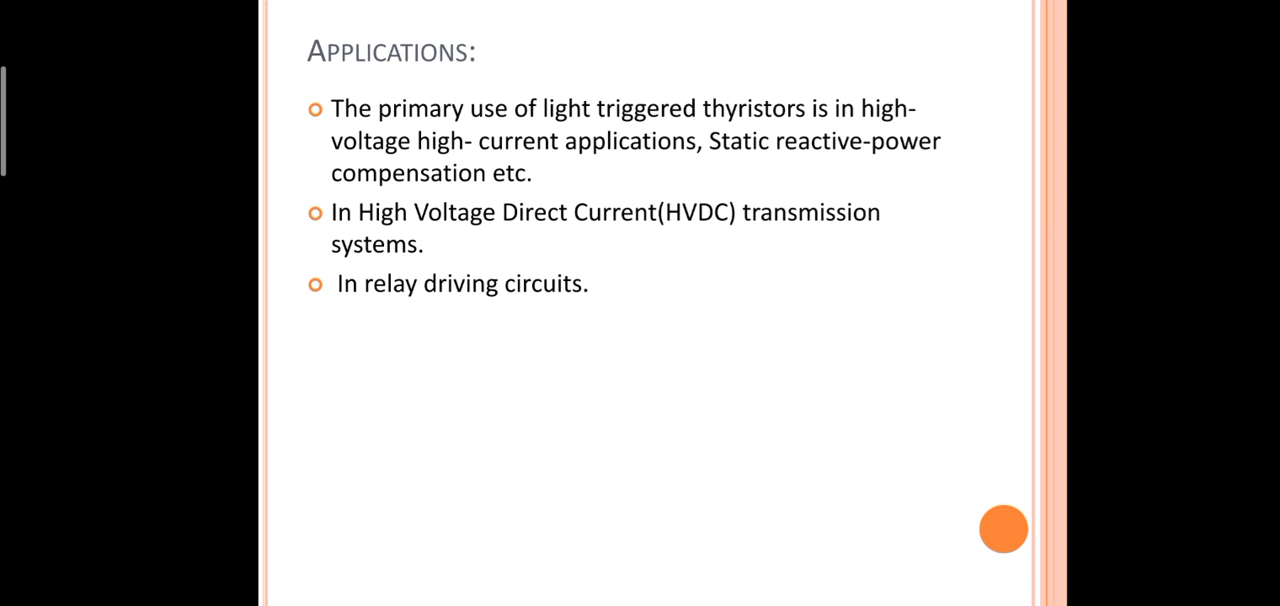 APPLICATIONS:
The primary use of light triggered thyristors is in high-
voltage high- current applications, Static reactive-power
compensation etc.
In High Voltage Direct Current(HVDC) transmission
systems.
In relay driving circuits.